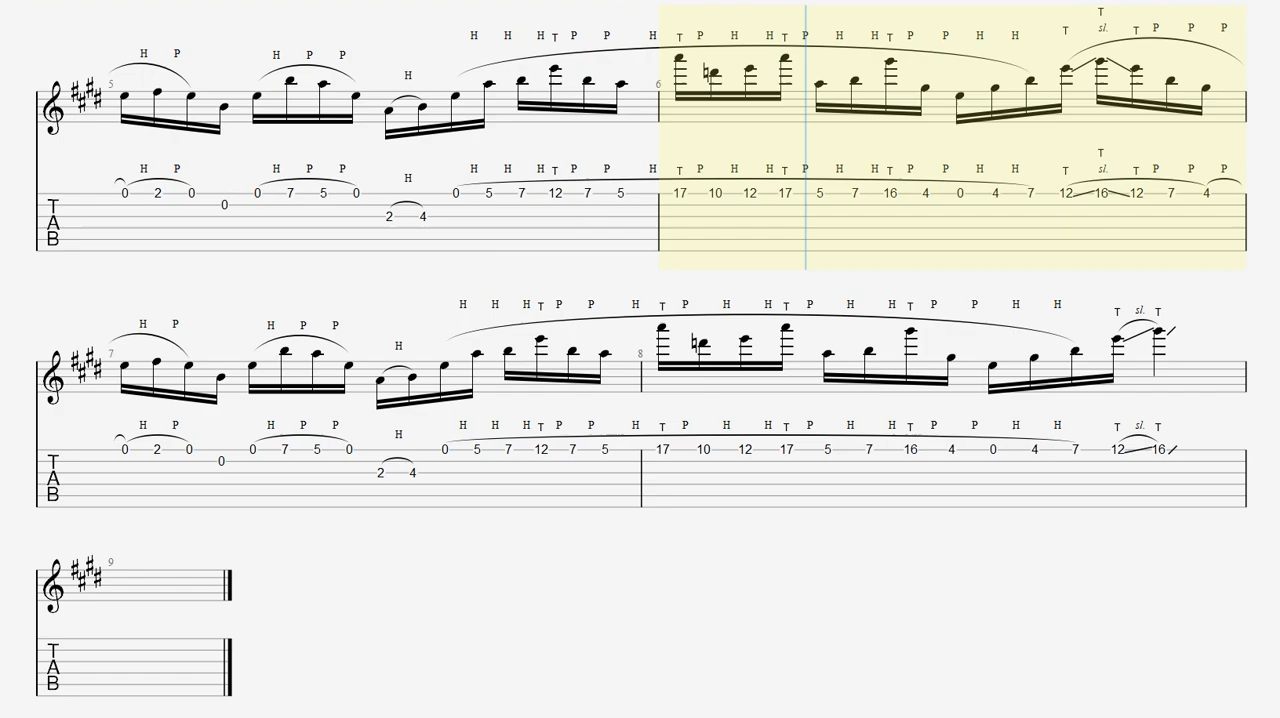 T
H H H T P P H T P H H T P H H T P H H T sl. P P P
H P H P P H
5 6
T
H P H P P H H H T P P H T P H H T P H H T P H H T sl. P P P
H
0 2 0 0 7 5 0 0 5 7 12 7 5 17 10 12 17 5 7 16 4 0 4 7 12 16 12 7 4
T 0
A 2 4
B
H H H T P P H T P H H T P H H T P P H H T sl. T
H P H P P H
7 8
H P H P P H H H T P P H T P H H T P H H T P P H H T sl. T
H
0 2 0 0 7 5 0 0 5 7 12 7 5 17 10 12 17 5 7 16 4 0 4 7 12 16
T 0
A 2 4
B
9
T
A
B